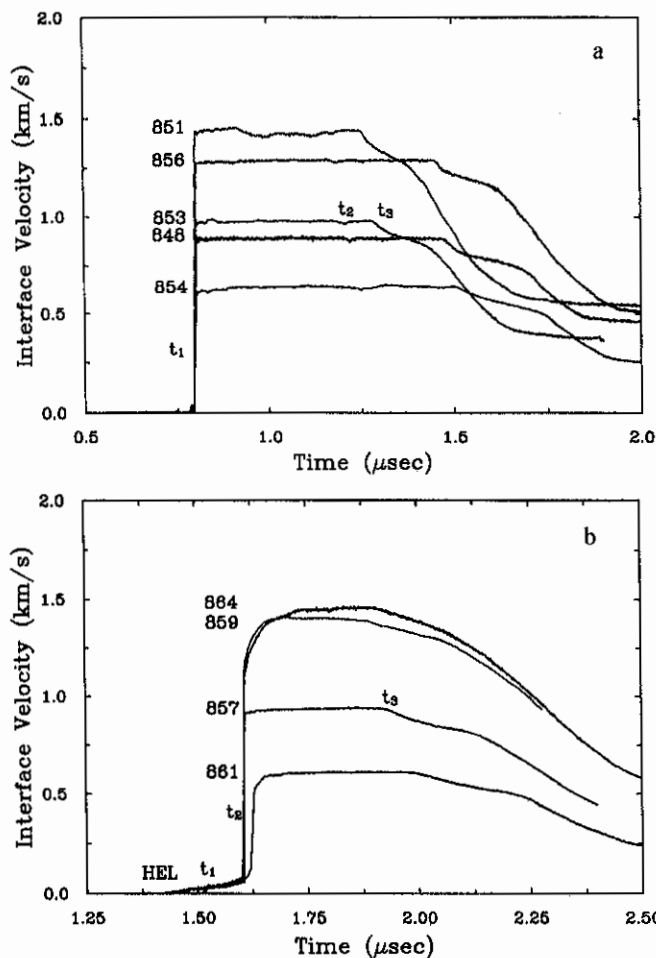 a
2.0
1.5
1.0
0.5
0.0
Interface Velocity (km/s)
851
856
853
848
854
t₁
t₂
t₃
0.5
1.0
1.5
2.0
Time (μsec)
b
2.0
1.5
1.0
0.5
0.0
Interface Velocity (km/s)
864
859
857
861
HEL
t₁
t₂
t₃
1.25
1.50
1.75
2.00
2.25
2.50
Time (μsec)